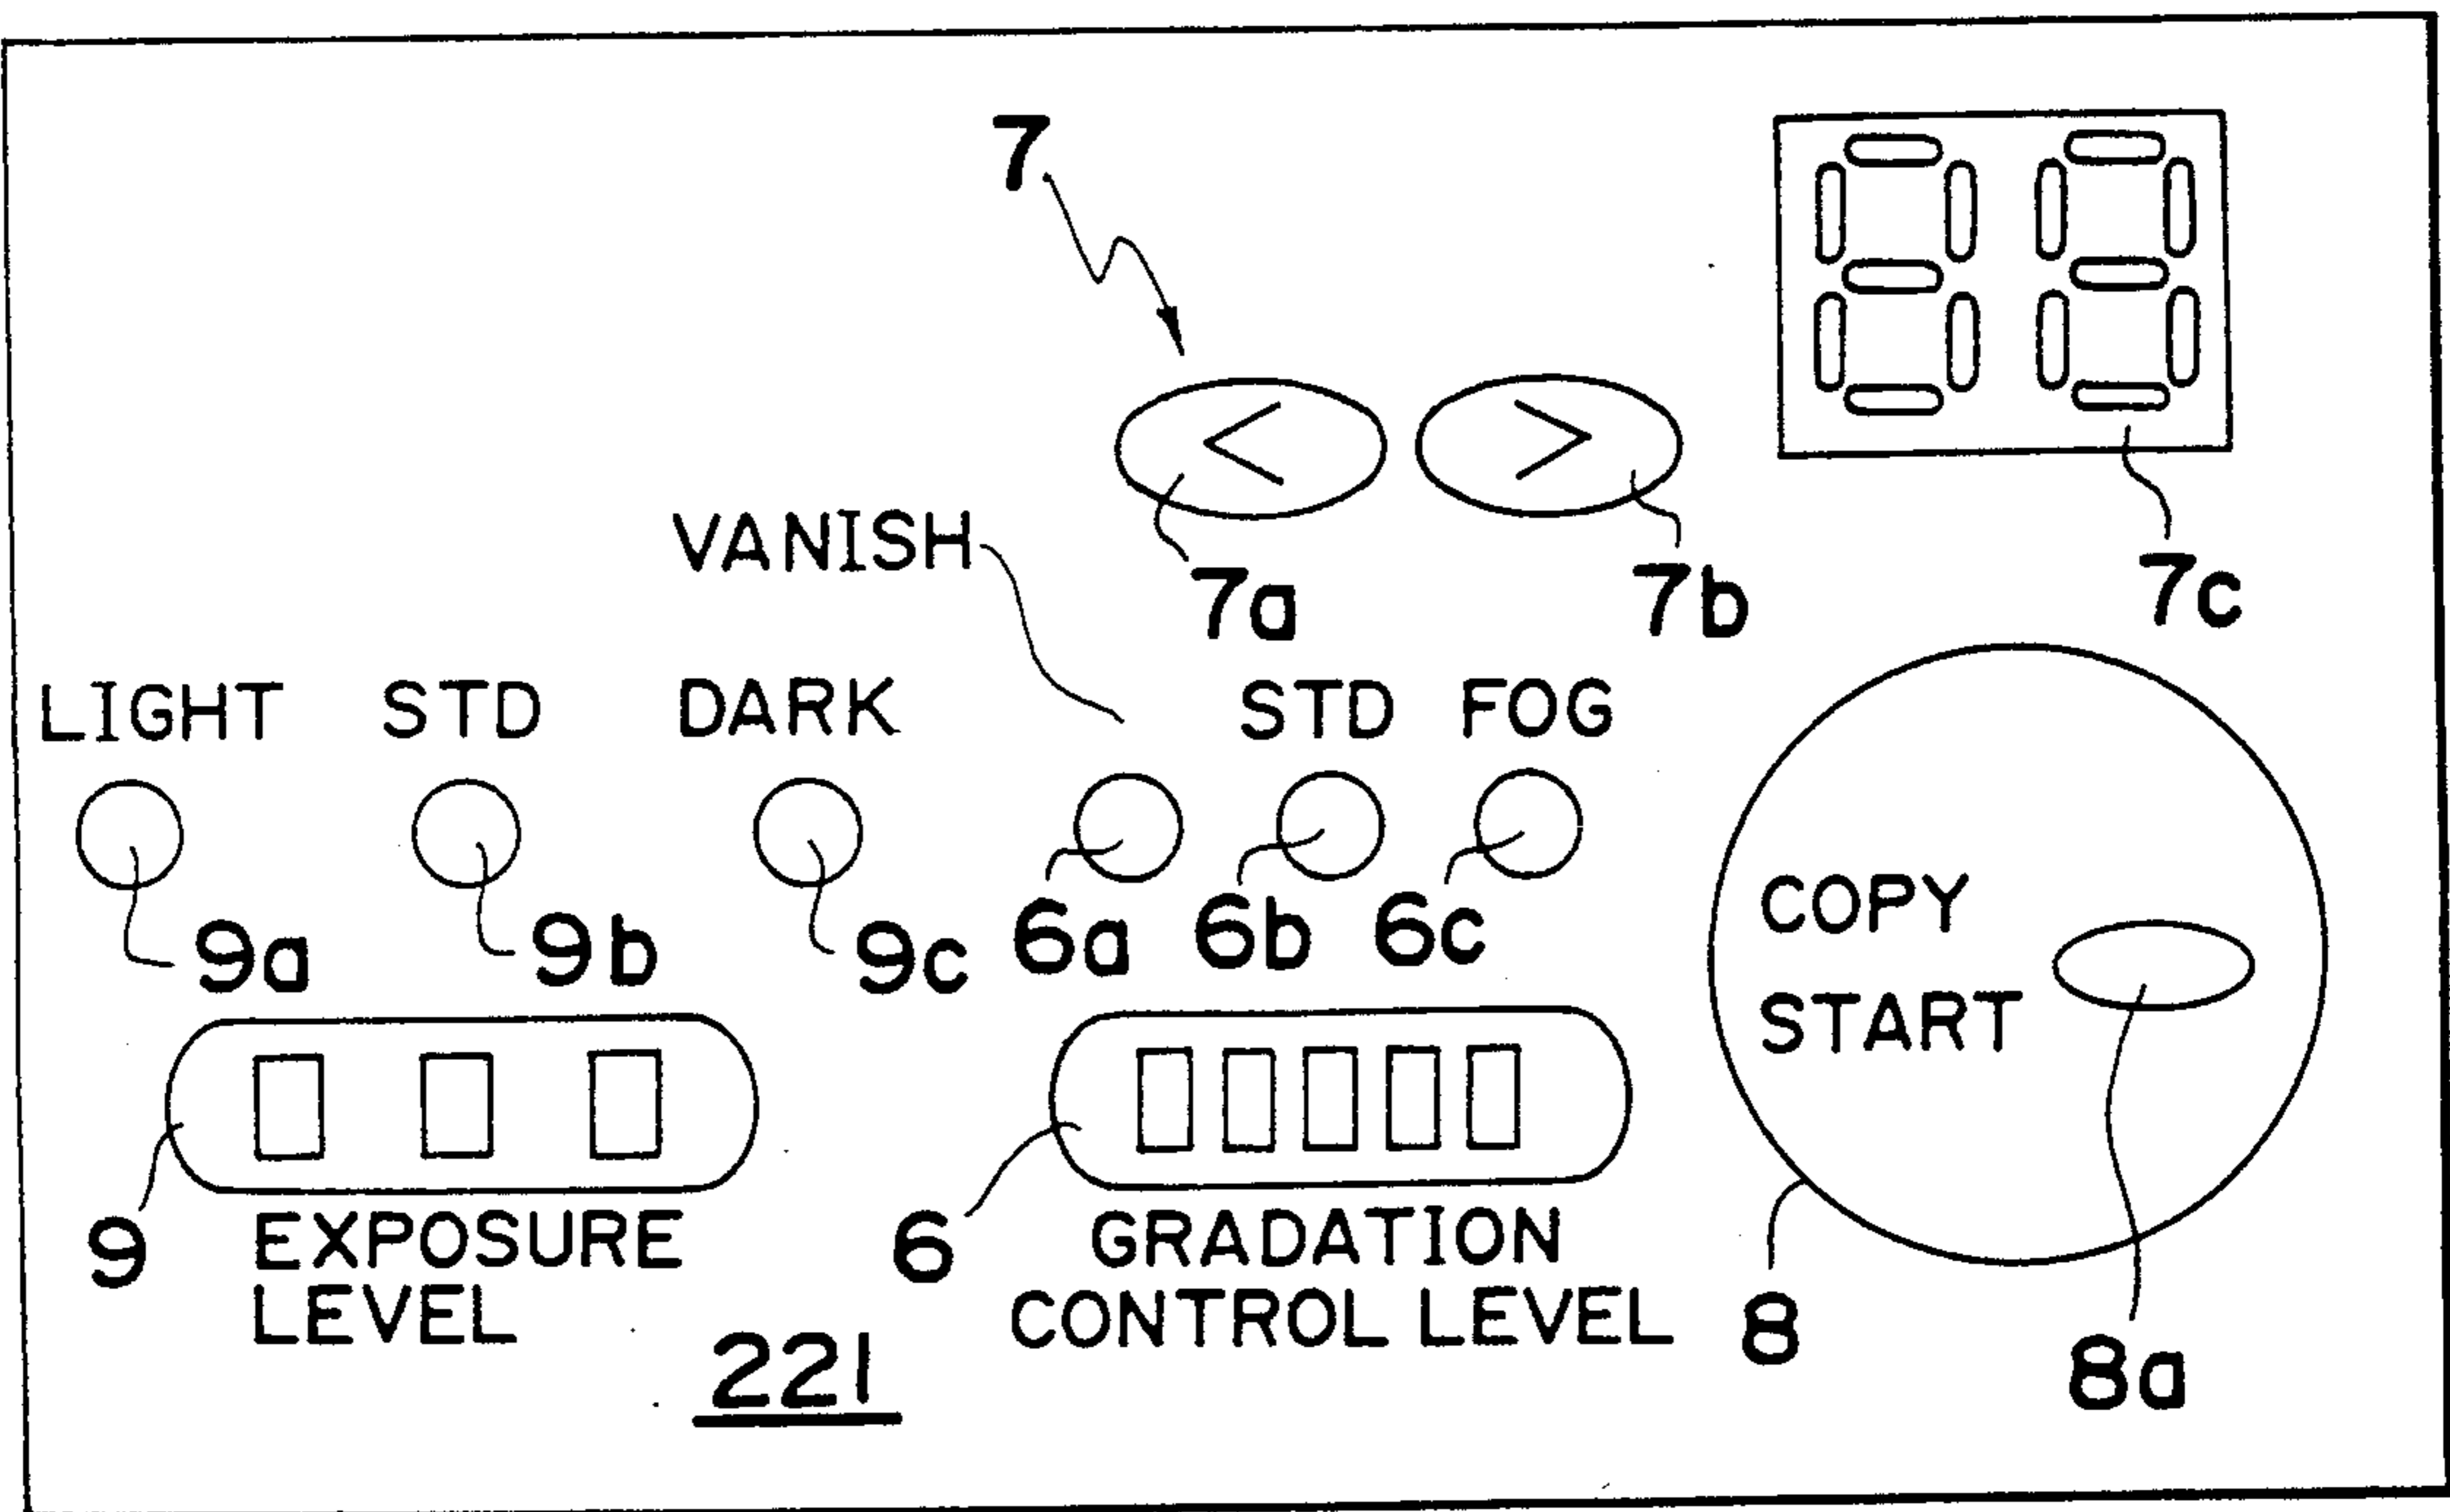 7
< >
VANISH
7a 7b 7c
LIGHT STD DARK STD FOG
9a 9b 9c 6a 6b 6c
COPY
START
9 EXPOSURE
LEVEL
6 GRADATION
CONTROL LEVEL
8
8a
221